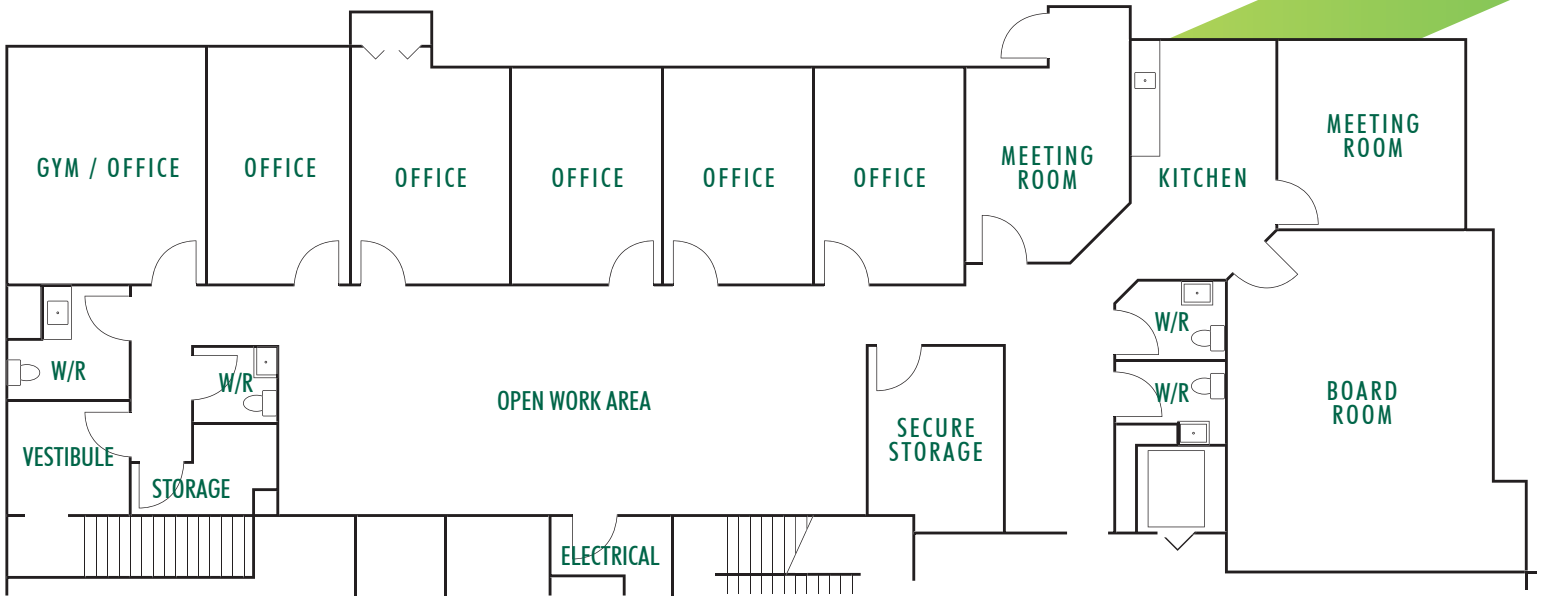 GYM / OFFICE
OFFICE
OFFICE
OFFICE
OFFICE
OFFICE
MEETING
ROOM
KITCHEN
MEETING
ROOM
W/R
W/R
VESTIBULE
STORAGE
OPEN WORK AREA
SECURE
STORAGE
ELECTRICAL
W/R
W/R
BOARD
ROOM